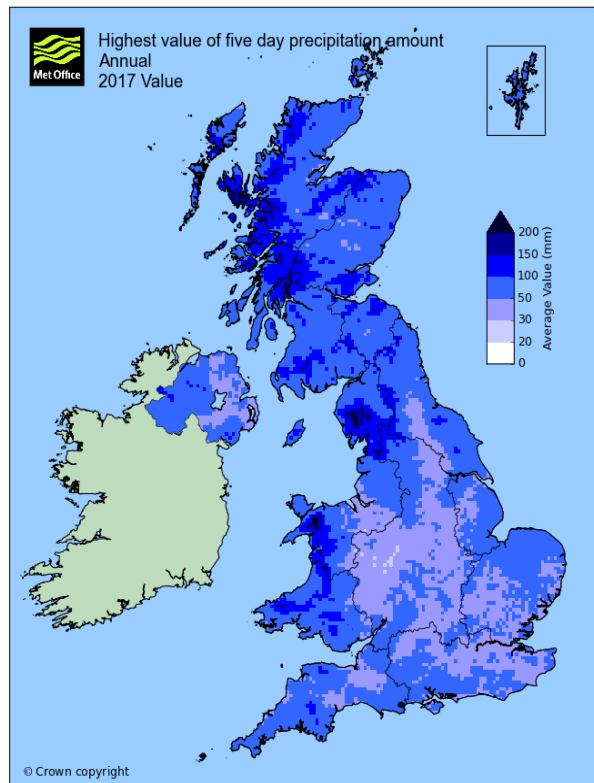 Met Office
Highest value of five day precipitation amount
Annual
2017 Value
200
150
100
50
30
20
0
Average Value (mm)
© Crown copyright